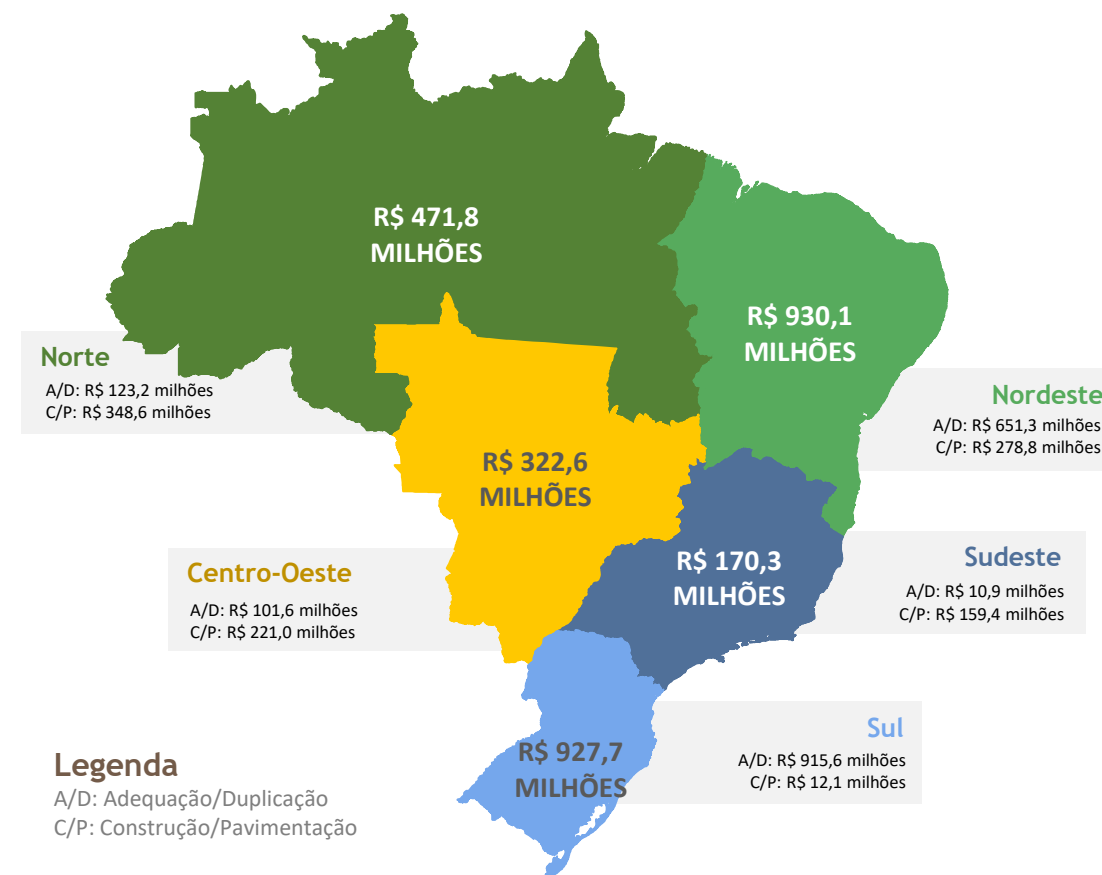 R$ 471,8
MILHÕES
R$ 930,1
MILHÕES
Norte
A/D: R$ 123,2 milhões
C/P: R$ 348,6 milhões
Nordeste
A/D: R$ 651,3 milhões
C/P: R$ 278,8 milhões
R$ 322,6
MILHÕES
R$ 170,3
MILHÕES
Sudeste
A/D: R$ 10,9 milhões
C/P: R$ 159,4 milhões
Centro-Oeste
A/D: R$ 101,6 milhões
C/P: R$ 221,0 milhões
R$ 927,7
MILHÕES
Sul
A/D: R$ 915,6 milhões
C/P: R$ 12,1 milhões
Legenda
A/D: Adequação/Duplicação
C/P: Construção/Pavimentação